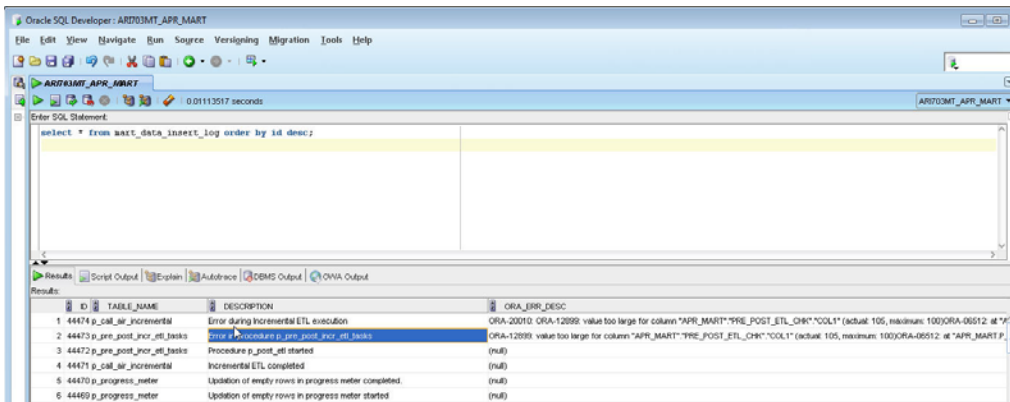 Oracle SQL Developer : ARI703MT_APR_MART
File Edit View Navigate Run Source Versioning Migration Tools Help
ARI703MT_APR_MART
0.01113517 seconds
ARI703MT_APR_MART
Enter SQL Statement:
select * from mart_data_insert_log order by id desc;
Results Script Output Explain Autotrace DBMS Output OWA Output
Results:
ID TABLE_NAME DESCRIPTION ORA_ERR_DESC
1 44474 p_call_air_incremental Error during Incremental ETL execution ORA-20010: ORA-12899: value too large for column "APR_MART"."PRE_POST_ETL_CHK"."COL1" (actual: 105, maximum: 100)ORA-06512: at
2 44473 p_pre_post_incr_etl_tasks Error in Procedure p_pre_post_incr_etl_tasks ORA-12899: value too large for column "APR_MART"."PRE_POST_ETL_CHK"."COL1" (actual: 105, maximum: 100)ORA-06512: at "APR_MART.P_
3 44472 p_pre_post_incr_etl_tasks Procedure p_post_etl started (null)
4 44471 p_call_air_incremental Incremental ETL completed (null)
5 44470 p_progress_meter Updation of empty rows in progress meter completed. (null)
6 44469 p_progress_meter Updation of empty rows in progress meter started (null)